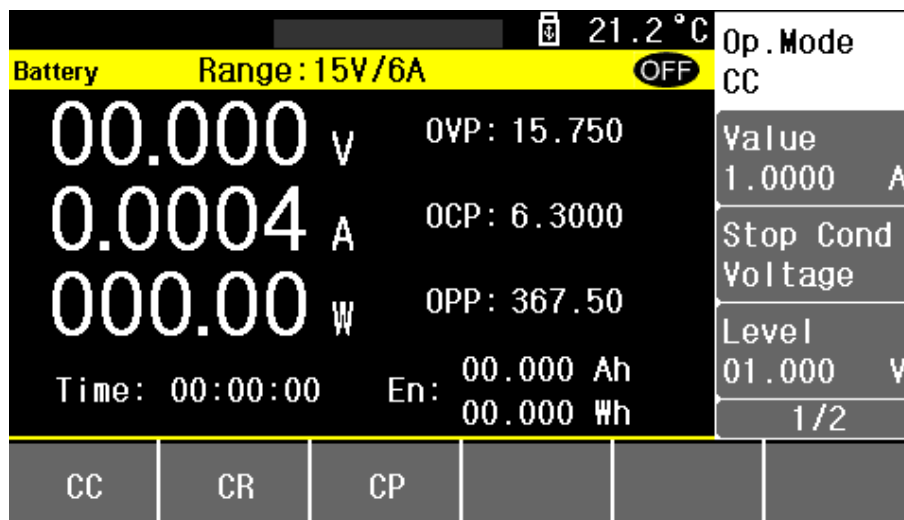 21.2°C
Battery Range:15V/6A OFF
00.000 V OVP: 15.750
0.0004 A OCP: 6.3000
000.00 W OPP: 367.50
Time: 00:00:00 En: 00.000 Ah
00.000 Wh
Op.Mode
CC
Value
1.0000 A
Stop Cond
Voltage
Level
01.000 V
1/2
CC CR CP